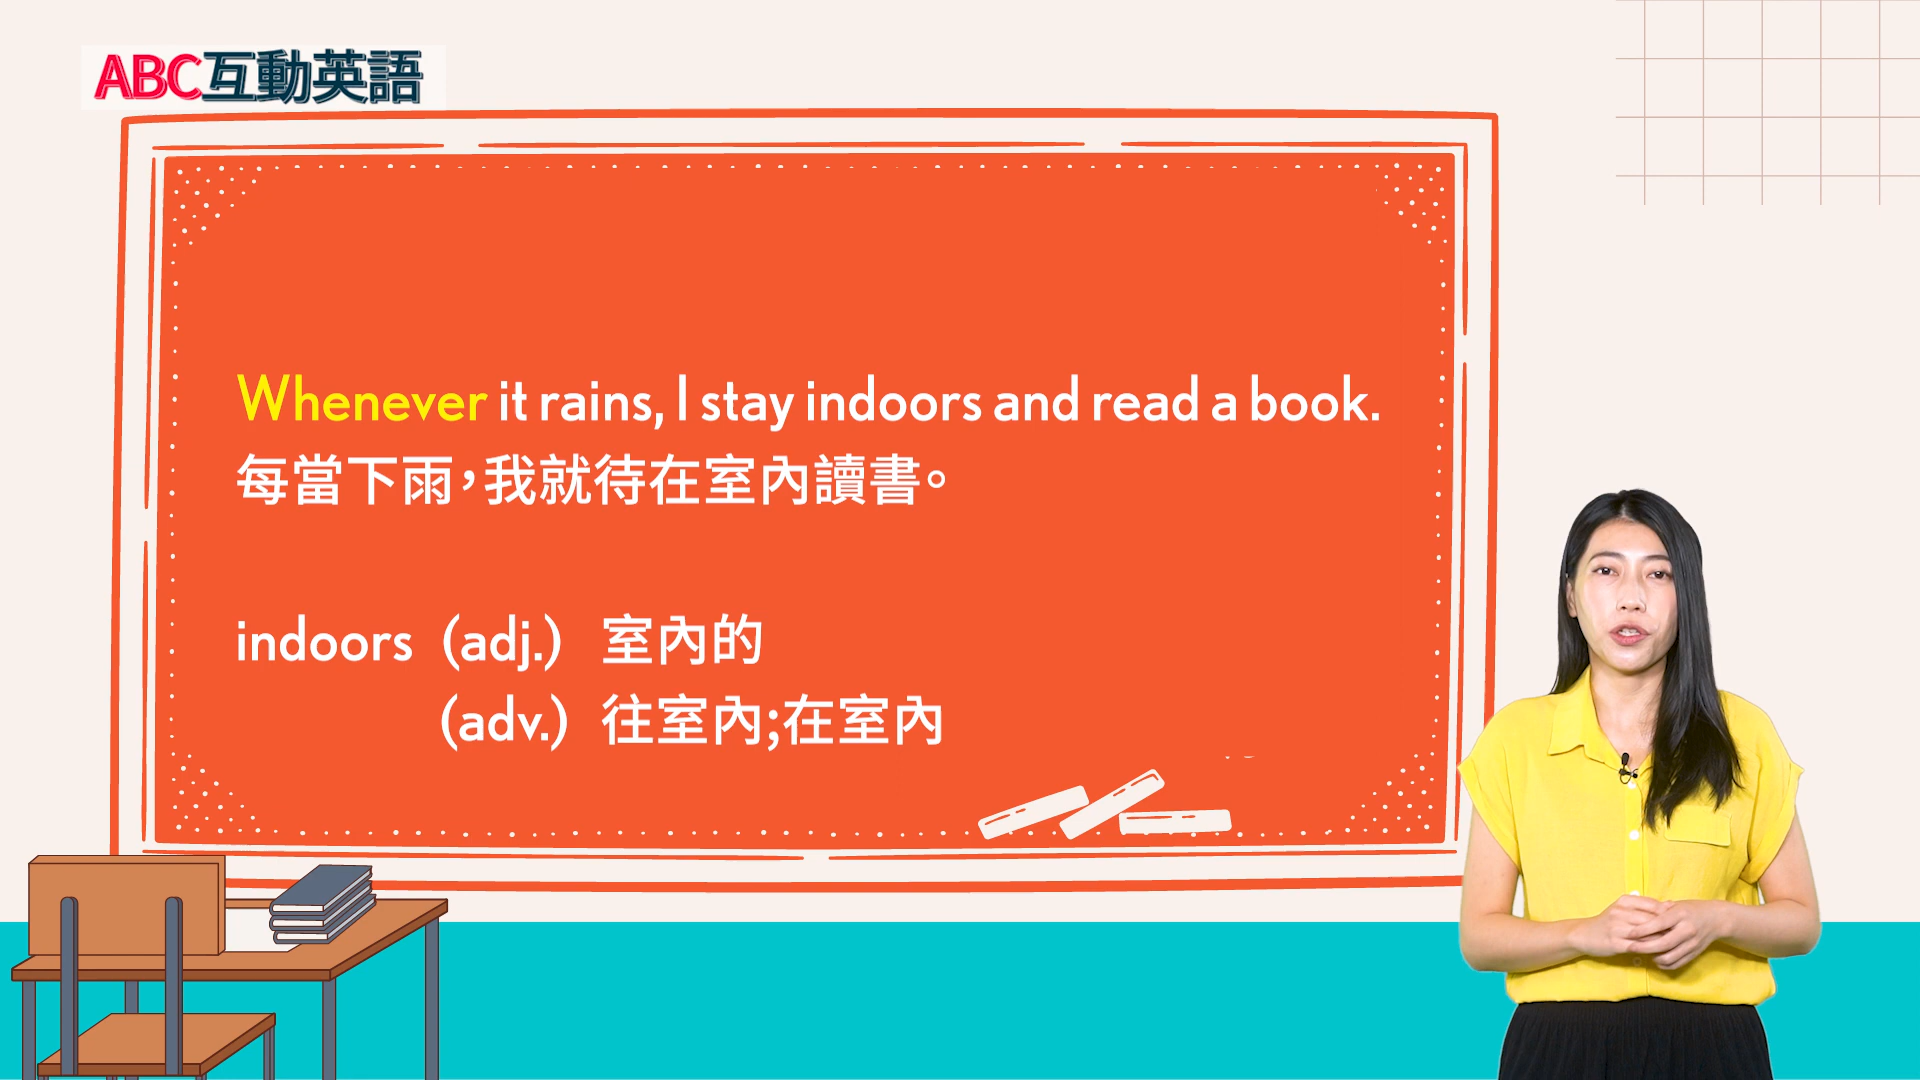 ABC互動英語
Whenever it rains, I stay indoors and read a book.
每當下雨，我就待在室內讀書。
indoors (adj.) 室內的
(adv.) 往室內;在室內